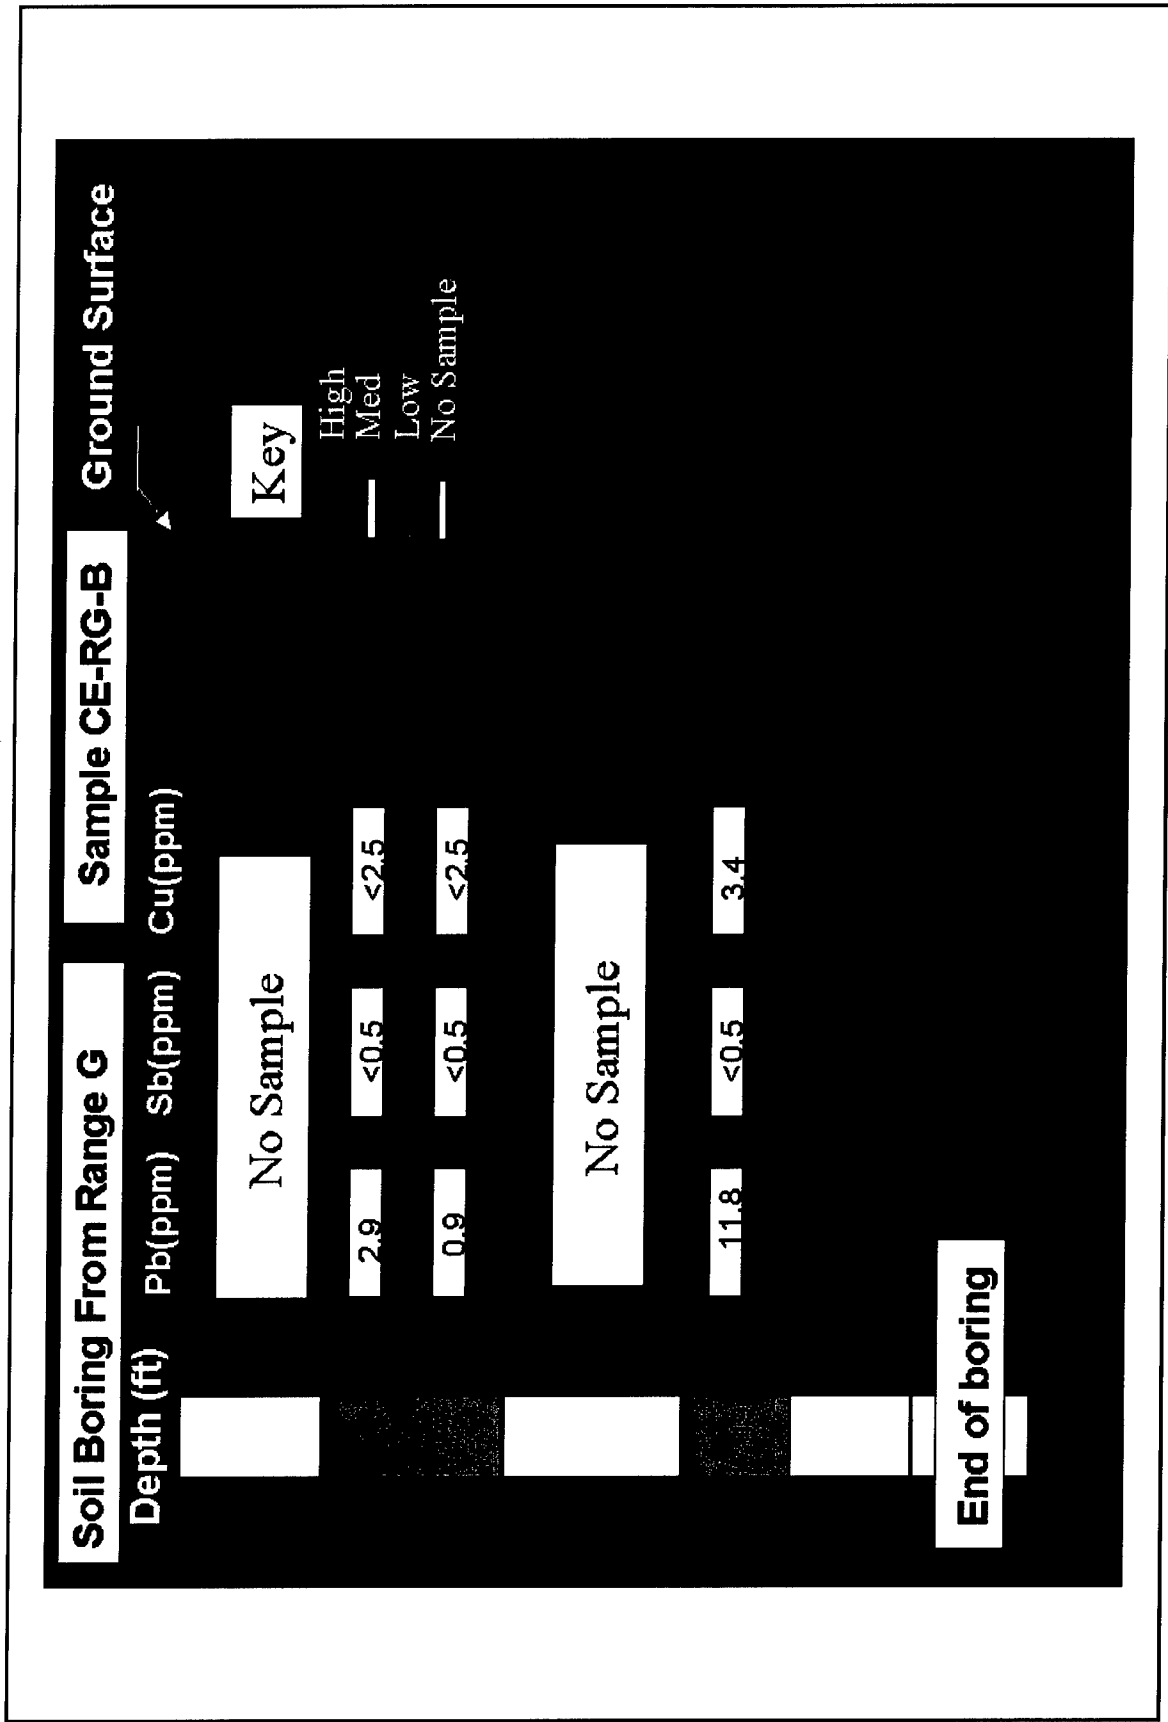 Soil Boring From Range G
Sample CE-RG-B
Ground Surface
Depth (ft)
Pb(ppm)
Sb(ppm)
Cu(ppm)
No Sample
Key
High
2.9
<0.5
<2.5
Med
Low
0.9
<0.5
<2.5
No Sample
No Sample
11.8
<0.5
3.4
End of boring